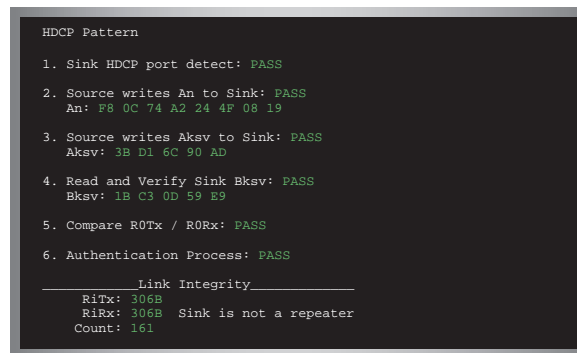 HDCP Pattern
1. Sink HDCP port detect: PASS
2. Source writes An to Sink: PASS
An: F8 0C 74 A2 24 4F 08 19
3. Source writes Aksv to Sink: PASS
Aksv: 3B D1 6C 90 AD
4. Read and Verify Sink Bksv: PASS
Bksv: 1B C3 0D 59 E9
5. Compare R0Tx / R0Rx: PASS
6. Authentication Process: PASS
____________Link Integrity_____________
RiTx: 306B
RiRx: 306B  Sink is not a repeater
Count: 161